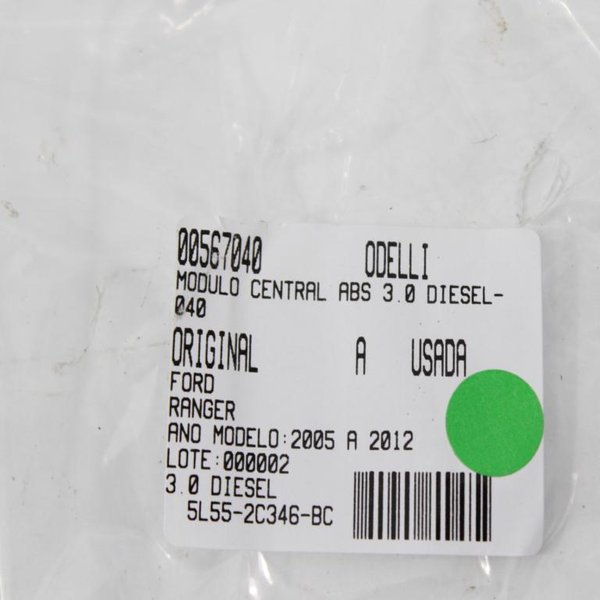 00567040 ODELLI
MODULO CENTRAL ABS 3.0 DIESEL-
040
ORIGINAL A USADA
FORD
RANGER
ANO MODELO:2005 A 2012
LOTE:000002
3.0 DIESEL
5L55-2C346-BC